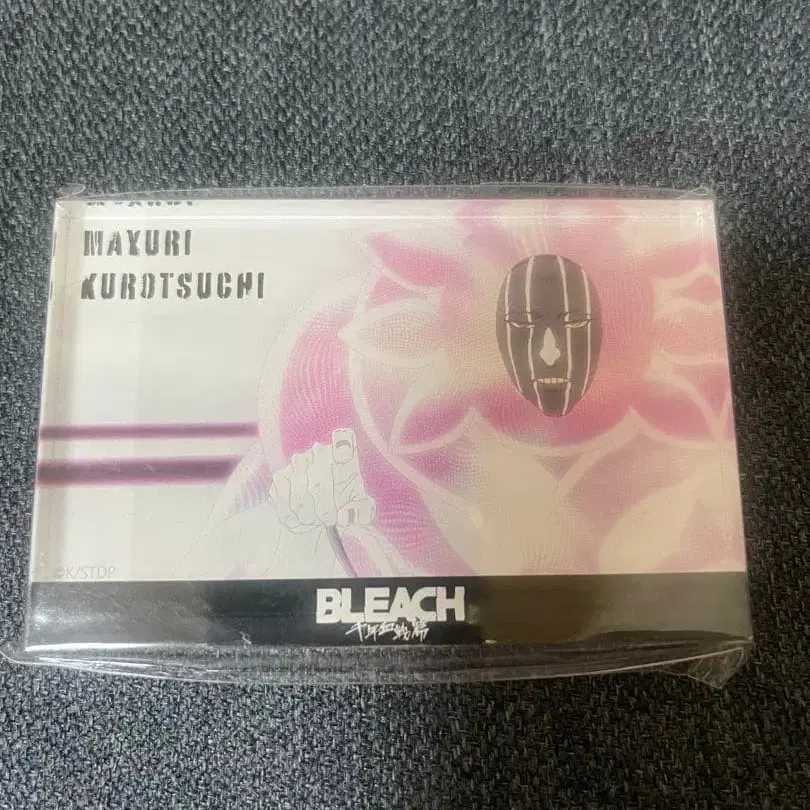 MAYURI
KUROTSUCHI
©K/STDP
BLEACH
千年血戦篇